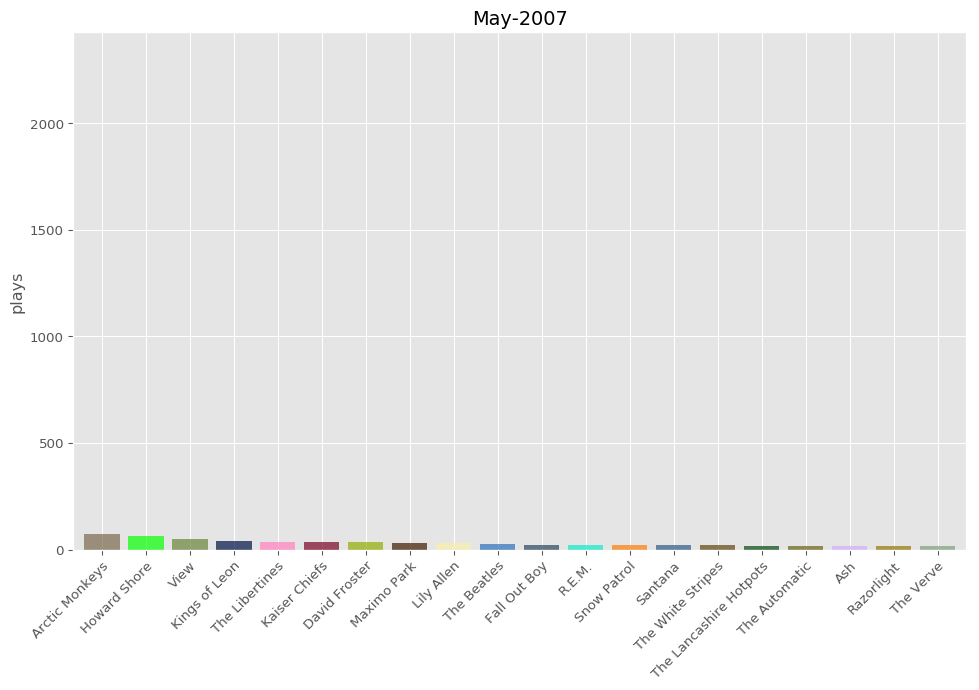 May-2007
plays
2000
1500
1000
500
0
Arctic Monkeys
Howard Shore
View
Kings of Leon
The Libertines
Kaiser Chiefs
David Froster
Maximo Park
Lily Allen
The Beatles
Fall Out Boy
R.E.M.
Snow Patrol
Santana
The White Stripes
The Lancashire Hotpots
The Automatic
Ash
Razorlight
The Verve